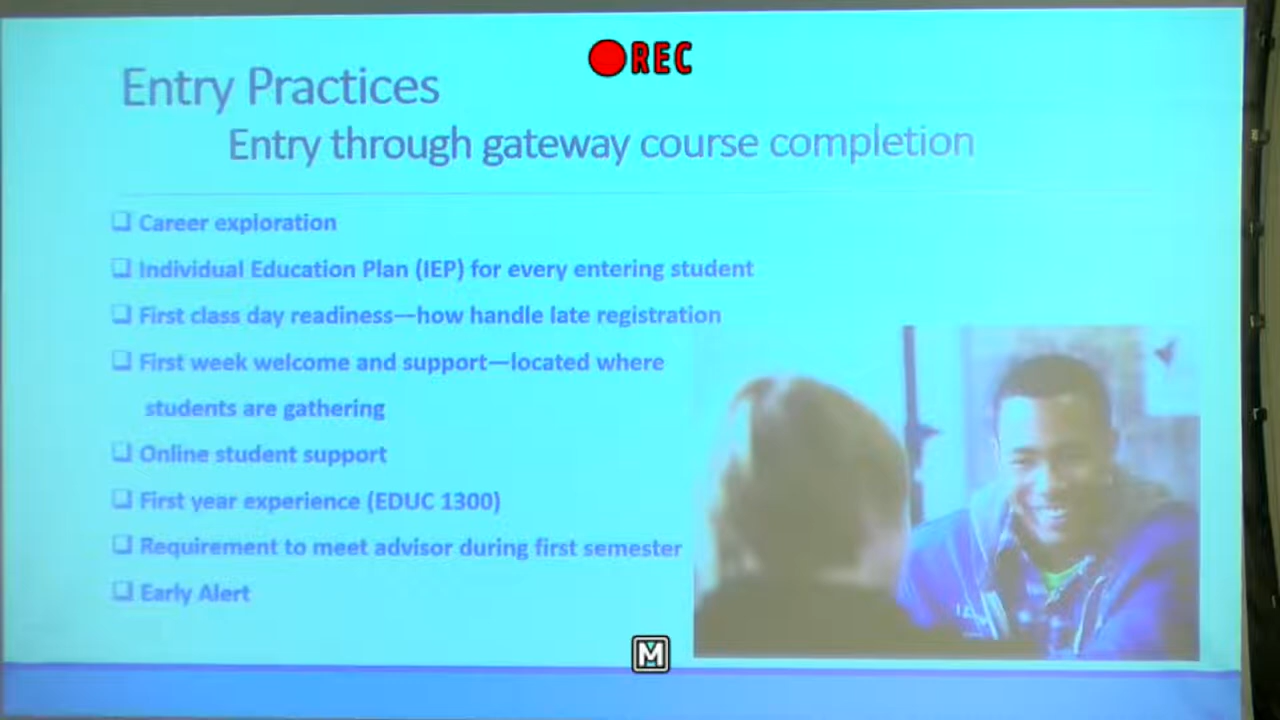 REC
Entry Practices
Entry through gateway course completion
❑ Career exploration
❑ Individual Education Plan (IEP) for every entering student
❑ First class day readiness—how handle late registration
❑ First week welcome and support—located where
students are gathering
❑ Online student support
❑ First year experience (EDUC 1300)
❑ Requirement to meet advisor during first semester
❑ Early Alert
M